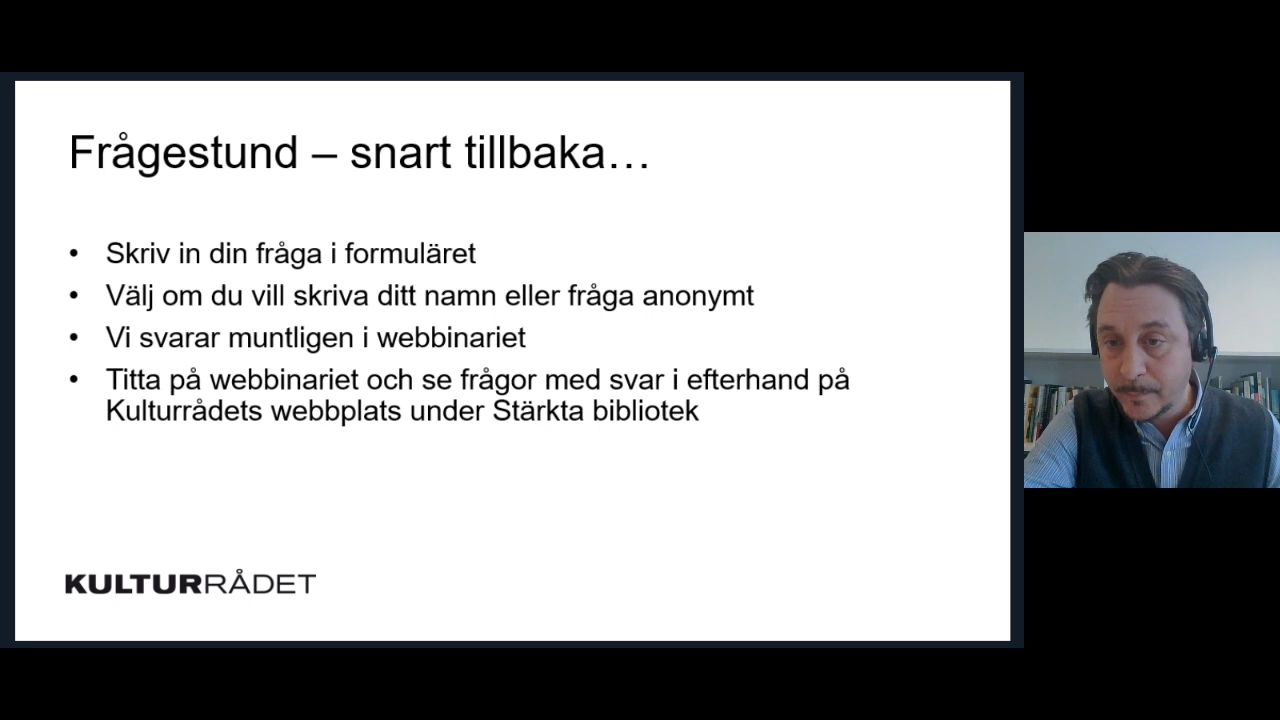 Frågestund – snart tillbaka…
• Skriv in din fråga i formuläret
• Välj om du vill skriva ditt namn eller fråga anonymt
• Vi svarar muntligen i webbinariet
• Titta på webbinariet och se frågor med svar i efterhand på
Kulturrådets webbplats under Stärkta bibliotek
KULTURRÅDET